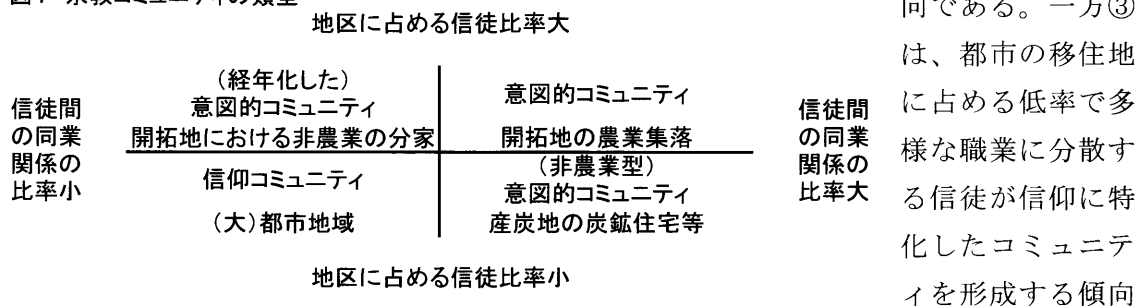 地区に占める信徒比率大
信徒間
の同業
関係の
比率小
(経年化した)
意図的コミュニティ
開拓地における非農業の分家
意図的コミュニティ
開拓地の農業集落
信仰コミュニティ
(大)都市地域
(非農業型)
意図的コミュニティ
産炭地の炭鉱住宅等
信徒間
の同業
関係の
比率大
地区に占める信徒比率小
向である。一方③
は、都市の移住地
に占める低率で多
様な職業に分散す
る信徒が信仰に特
化したコミュニテ
ィを形成する傾向